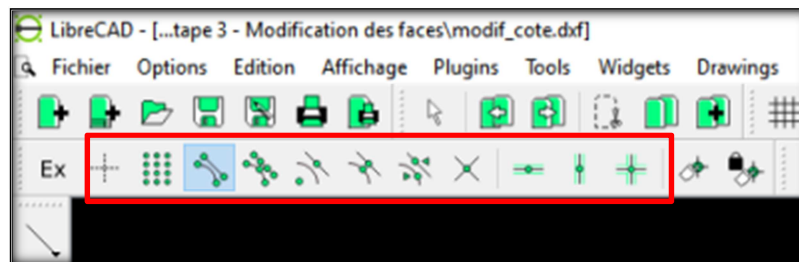 LibreCAD - [...tape 3 - Modification des faces\modif_cote.dxf]
Fichier Options Edition Affichage Plugins Tools Widgets Drawings
Ex